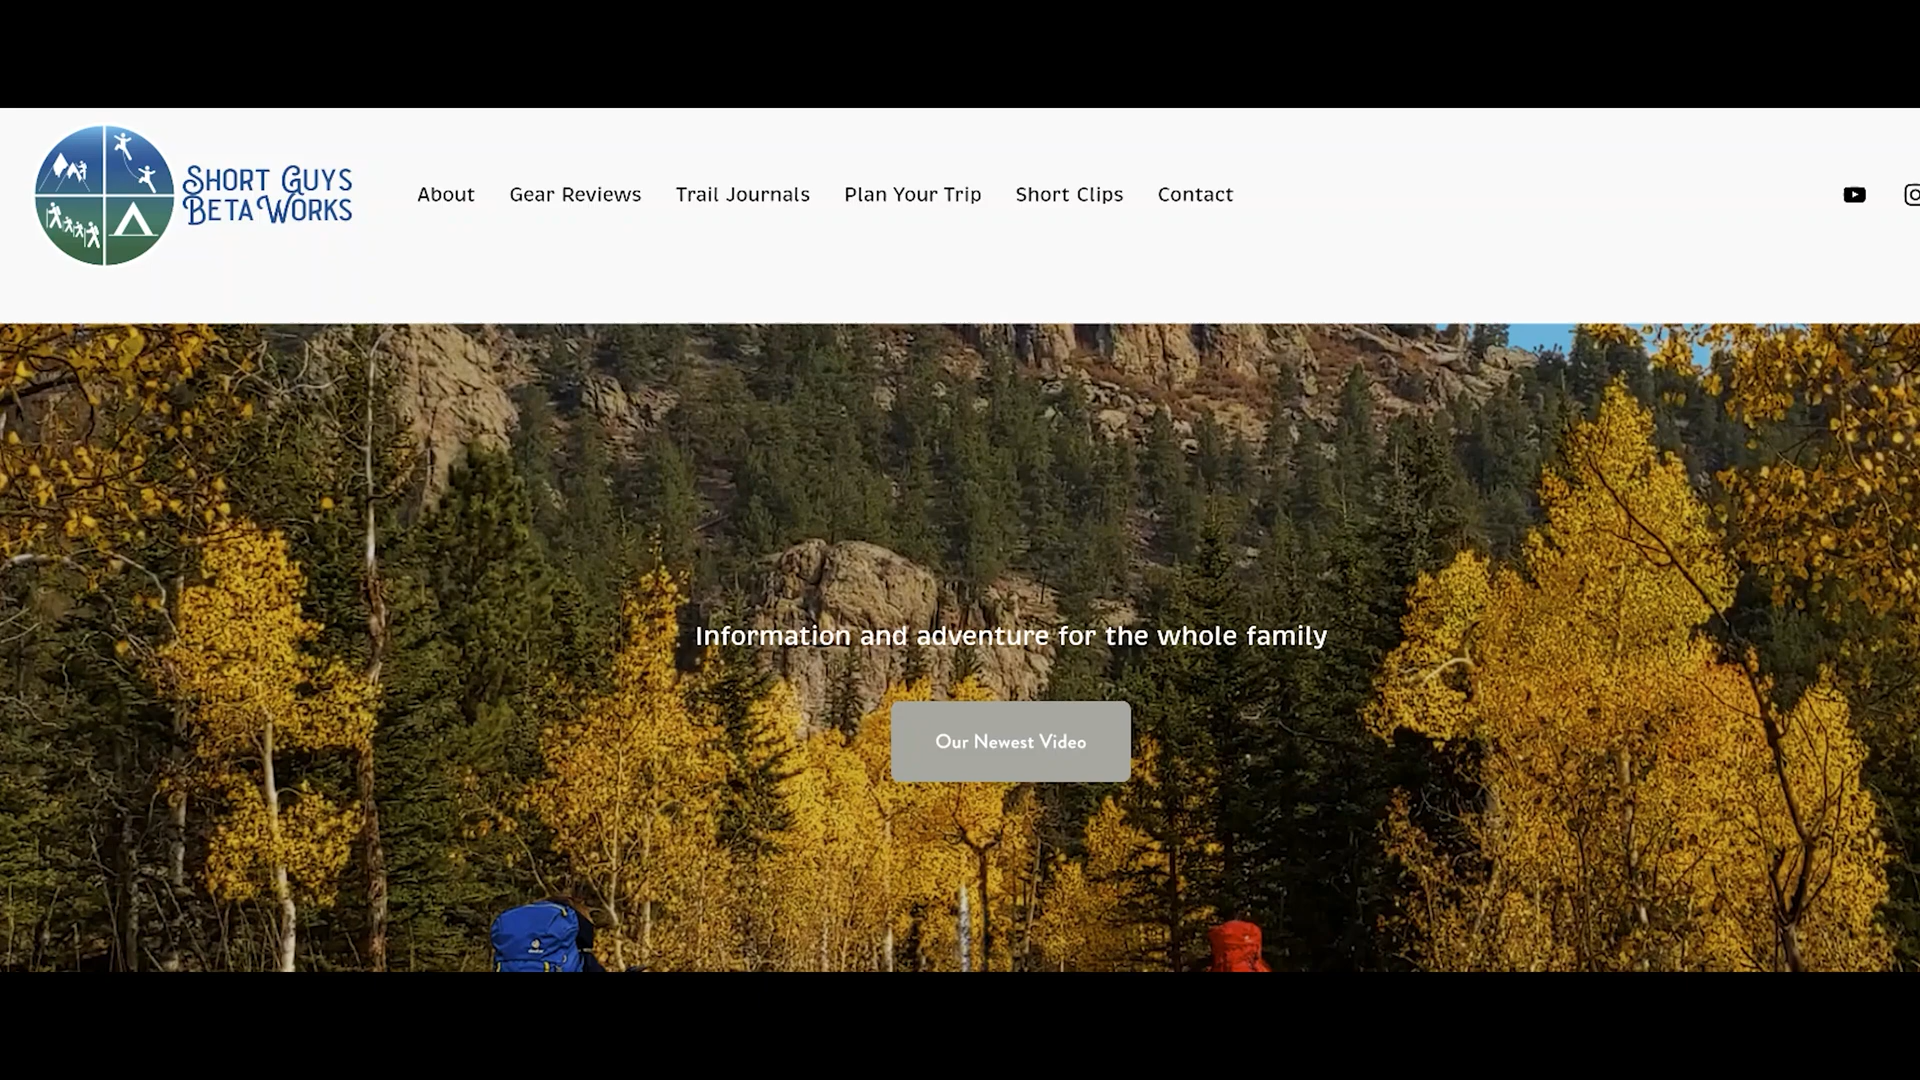 Short Guys
Beta Works
About Gear Reviews Trail Journals Plan Your Trip Short Clips Contact
Information and adventure for the whole family
Our Newest Video